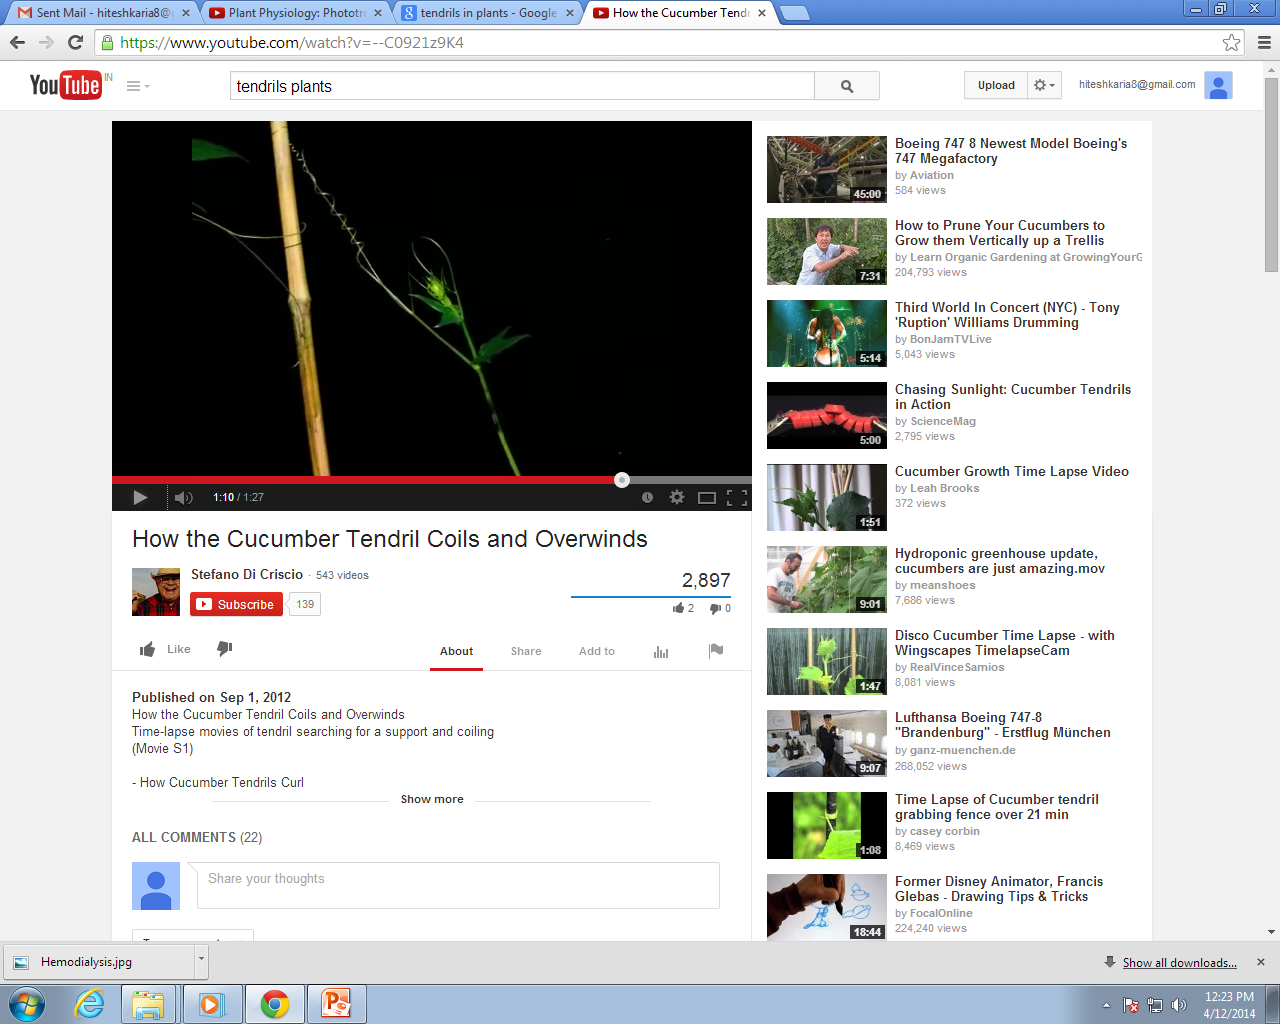 Sent Mail - hiteshkaria8@g
Plant Physiology: Phototr
tendrils in plants - Google
How the Cucumber Tendr
https://www.youtube.com/watch?v=--C0921z9K4
YouTube IN
tendrils plants
Upload
hiteshkaria8@gmail.com
1:10 / 1:27
How the Cucumber Tendril Coils and Overwinds
Stefano Di Criscio · 543 videos
Subscribe 139
2,897
2 0
Like
About Share Add to
Published on Sep 1, 2012
How the Cucumber Tendril Coils and Overwinds
Time-lapse movies of tendril searching for a support and coiling
(Movie S1)
- How Cucumber Tendrils Curl
Show more
ALL COMMENTS (22)
Share your thoughts
45:00
Boeing 747 8 Newest Model Boeing's
747 Megafactory
by Aviation
584 views
7:31
How to Prune Your Cucumbers to
Grow them Vertically up a Trellis
by Learn Organic Gardening at GrowingYourG
204,793 views
5:14
Third World In Concert (NYC) - Tony
'Ruption' Williams Drumming
by BonJamTVLive
5,043 views
5:00
Chasing Sunlight: Cucumber Tendrils
in Action
by ScienceMag
2,795 views
1:51
Cucumber Growth Time Lapse Video
by Leah Brooks
372 views
9:01
Hydroponic greenhouse update,
cucumbers are just amazing.mov
by meanshoes
7,686 views
1:47
Disco Cucumber Time Lapse - with
Wingscapes TimelapseCam
by RealVinceSamios
8,081 views
9:07
Lufthansa Boeing 747-8
"Brandenburg" - Erstflug München
by ganz-muenchen.de
268,052 views
1:08
Time Lapse of Cucumber tendril
grabbing fence over 21 min
by casey corbin
8,469 views
18:44
Former Disney Animator, Francis
Glebas - Drawing Tips & Tricks
by FocalOnline
224,240 views
Hemodialysis.jpg
Show all downloads...
12:23 PM
4/12/2014